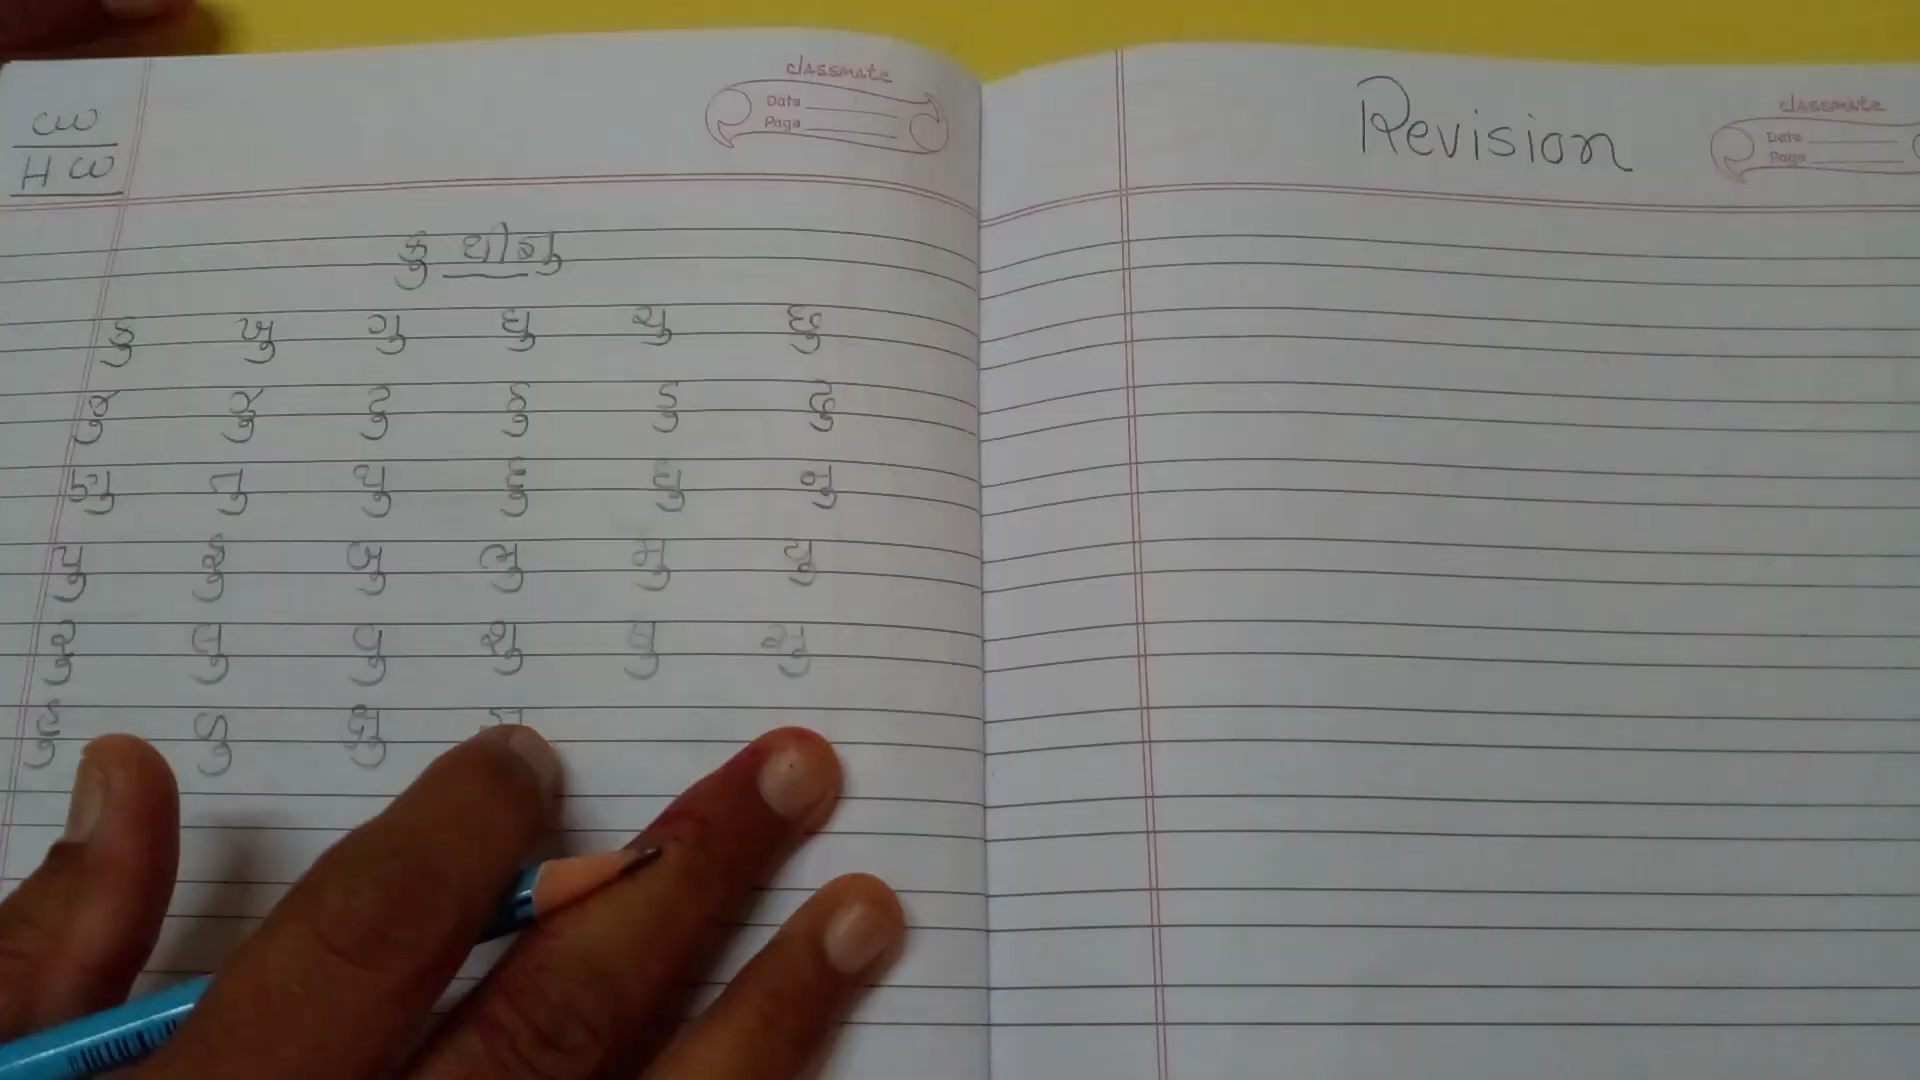 CW
HW
classmate
Date
Page
કુ થી જ્ઞુ
કુ ખુ ગુ ઘુ ચુ છુ
જુ ઝુ ટુ ઠુ ડુ ઢુ
ણુ તુ થુ દુ ધુ નુ
પુ ફુ બુ ભુ મુ યુ
રુ લુ વુ શુ ષુ સુ
હુ ળુ ક્ષુ
Revision
classmate
Date
Page